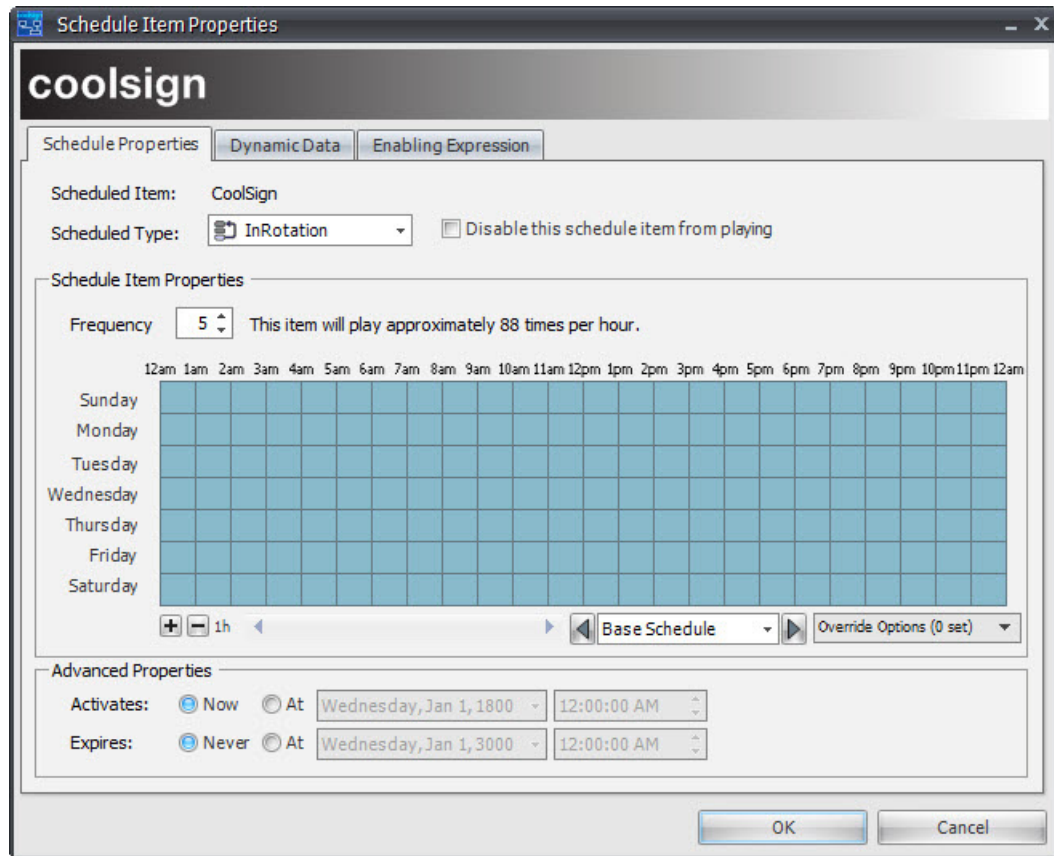 Schedule Item Properties
coolsign
Schedule Properties Dynamic Data Enabling Expression
Scheduled Item: CoolSign
Scheduled Type: InRotation Disable this schedule item from playing
Schedule Item Properties
Frequency 5 This item will play approximately 88 times per hour.
12am 1am 2am 3am 4am 5am 6am 7am 8am 9am 10am 11am 12pm 1pm 2pm 3pm 4pm 5pm 6pm 7pm 8pm 9pm 10pm 11pm 12am
Sunday
Monday
Tuesday
Wednesday
Thursday
Friday
Saturday
1h Base Schedule Override Options (0 set)
Advanced Properties
Activates: Now At Wednesday, Jan 1, 1800 12:00:00 AM
Expires: Never At Wednesday, Jan 1, 3000 12:00:00 AM
OK Cancel